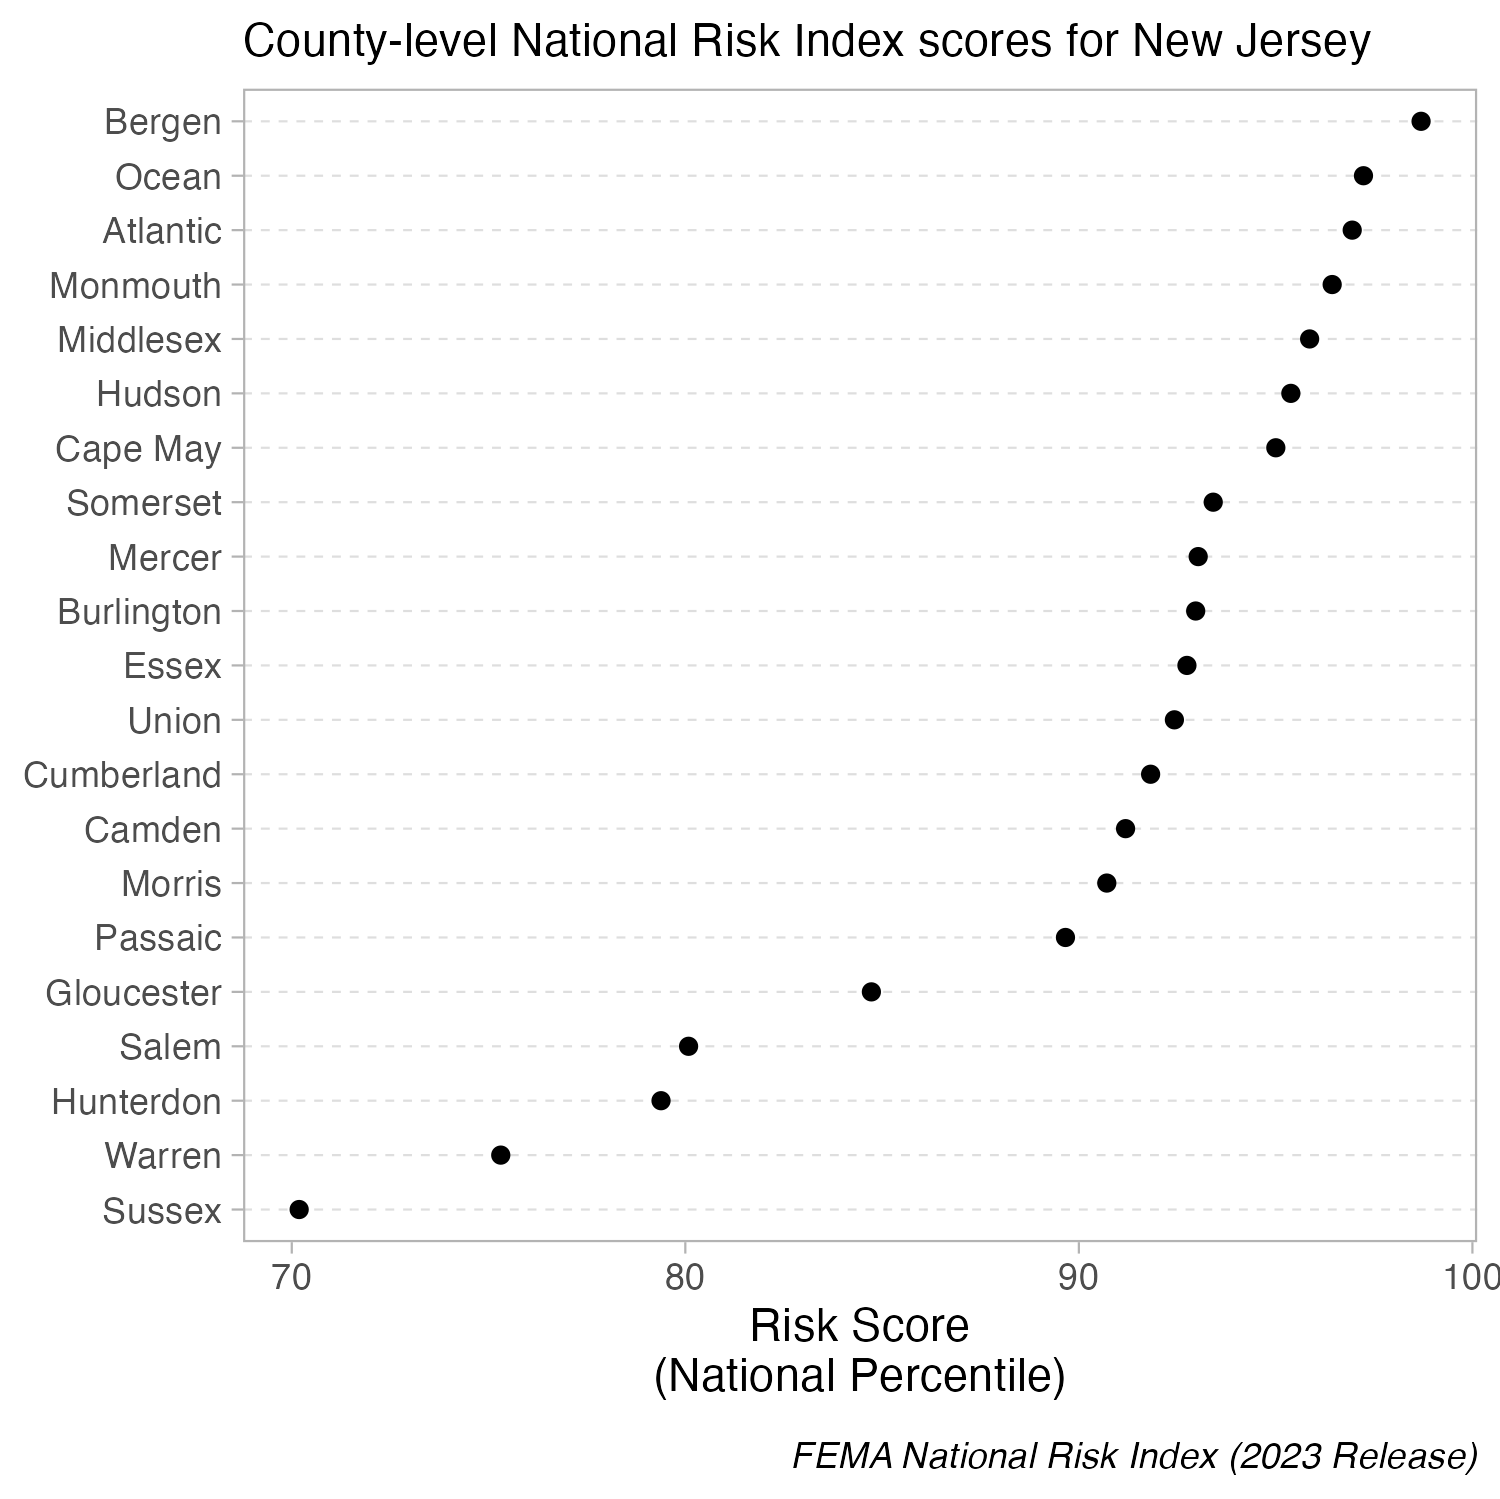 County-level National Risk Index scores for New Jersey
Bergen
Ocean
Atlantic
Monmouth
Middlesex
Hudson
Cape May
Somerset
Mercer
Burlington
Essex
Union
Cumberland
Camden
Morris
Passaic
Gloucester
Salem
Hunterdon
Warren
Sussex
70 80 90 100
Risk Score
(National Percentile)
FEMA National Risk Index (2023 Release)